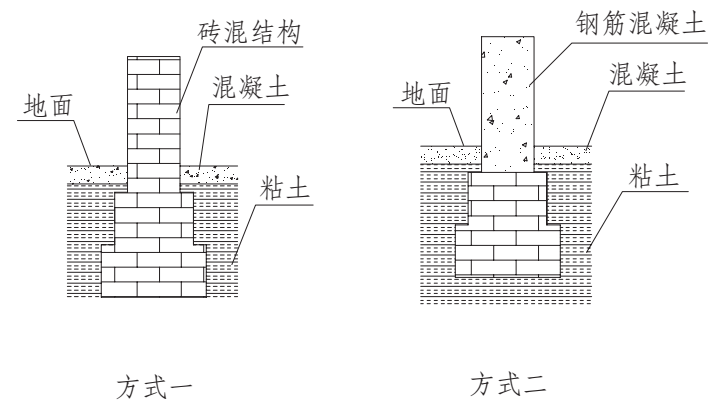 砖混结构
混凝土
地面
粘土
方式一
钢筋混凝土
混凝土
地面
粘土
方式二